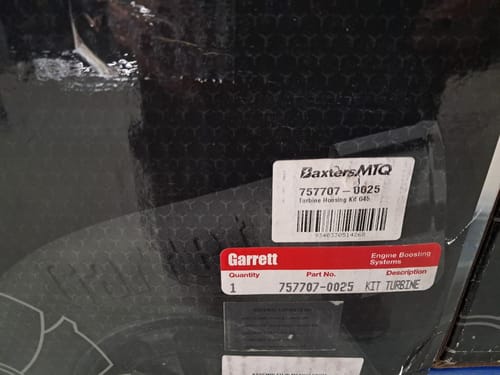 BaxtersMTQ
757707-0025
Turbine Housing Kit G45
Garrett
Engine Boosting
Systems
Quantity Part No. Description
1 757707-0025 KIT TURBINE